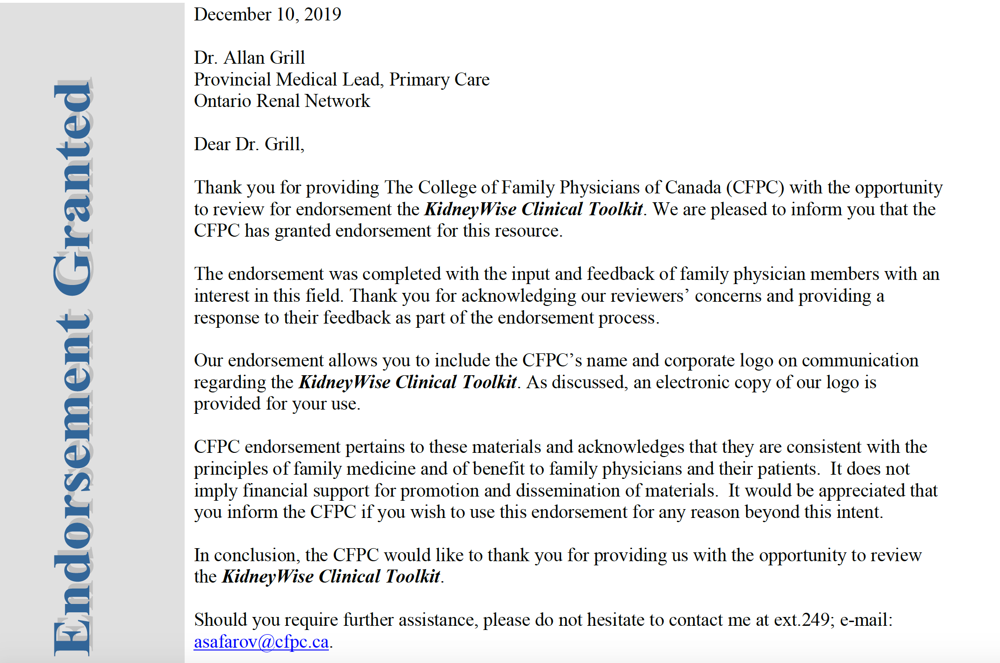 Endorsement Granted
December 10, 2019
Dr. Allan Grill
Provincial Medical Lead, Primary Care
Ontario Renal Network
Dear Dr. Grill,
Thank you for providing The College of Family Physicians of Canada (CFPC) with the opportunity
to review for endorsement the KidneyWise Clinical Toolkit. We are pleased to inform you that the
CFPC has granted endorsement for this resource.
The endorsement was completed with the input and feedback of family physician members with an
interest in this field. Thank you for acknowledging our reviewers’ concerns and providing a
response to their feedback as part of the endorsement process.
Our endorsement allows you to include the CFPC’s name and corporate logo on communication
regarding the KidneyWise Clinical Toolkit. As discussed, an electronic copy of our logo is
provided for your use.
CFPC endorsement pertains to these materials and acknowledges that they are consistent with the
principles of family medicine and of benefit to family physicians and their patients.  It does not
imply financial support for promotion and dissemination of materials.  It would be appreciated that
you inform the CFPC if you wish to use this endorsement for any reason beyond this intent.
In conclusion, the CFPC would like to thank you for providing us with the opportunity to review
the KidneyWise Clinical Toolkit.
Should you require further assistance, please do not hesitate to contact me at ext.249; e-mail:
asafarov@cfpc.ca.